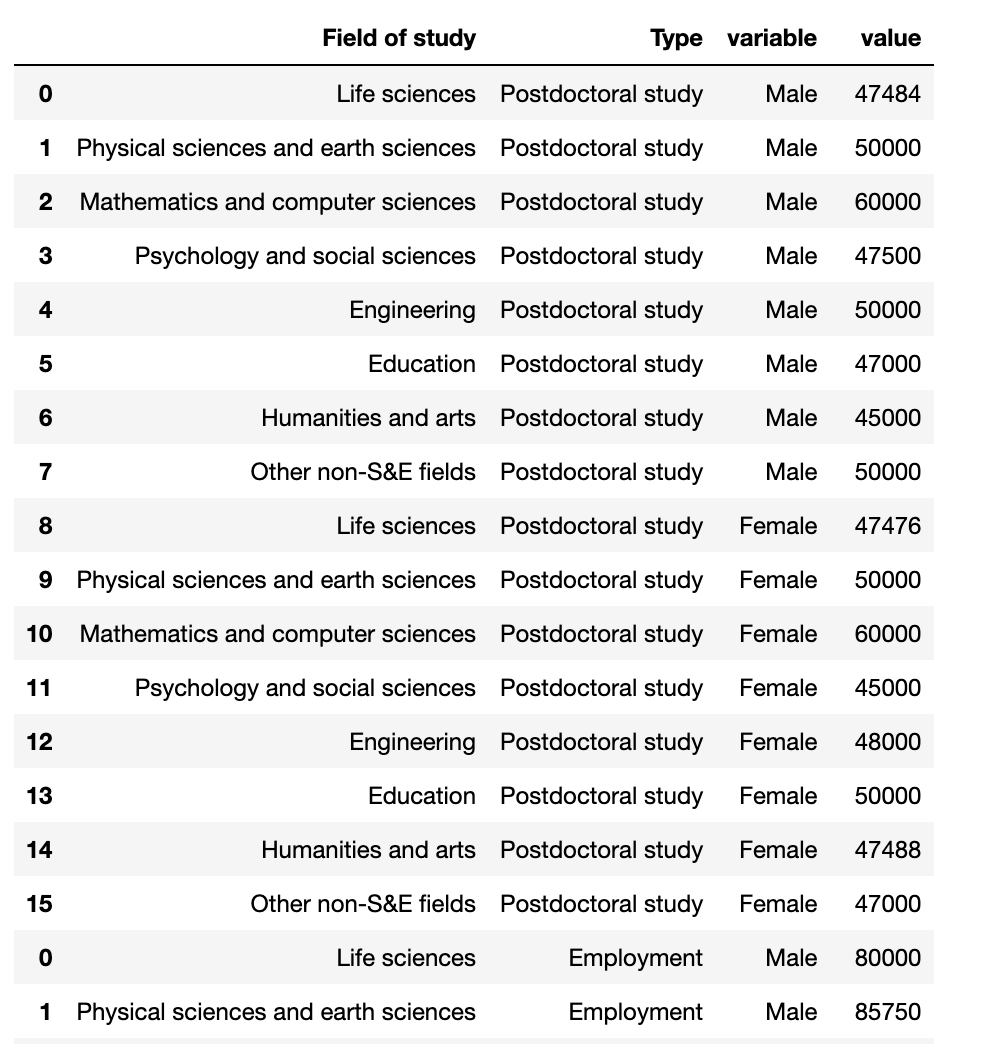 Field of study Type variable value
0 Life sciences Postdoctoral study Male 47484
1 Physical sciences and earth sciences Postdoctoral study Male 50000
2 Mathematics and computer sciences Postdoctoral study Male 60000
3 Psychology and social sciences Postdoctoral study Male 47500
4 Engineering Postdoctoral study Male 50000
5 Education Postdoctoral study Male 47000
6 Humanities and arts Postdoctoral study Male 45000
7 Other non-S&E fields Postdoctoral study Male 50000
8 Life sciences Postdoctoral study Female 47476
9 Physical sciences and earth sciences Postdoctoral study Female 50000
10 Mathematics and computer sciences Postdoctoral study Female 60000
11 Psychology and social sciences Postdoctoral study Female 45000
12 Engineering Postdoctoral study Female 48000
13 Education Postdoctoral study Female 50000
14 Humanities and arts Postdoctoral study Female 47488
15 Other non-S&E fields Postdoctoral study Female 47000
0 Life sciences Employment Male 80000
1 Physical sciences and earth sciences Employment Male 85750